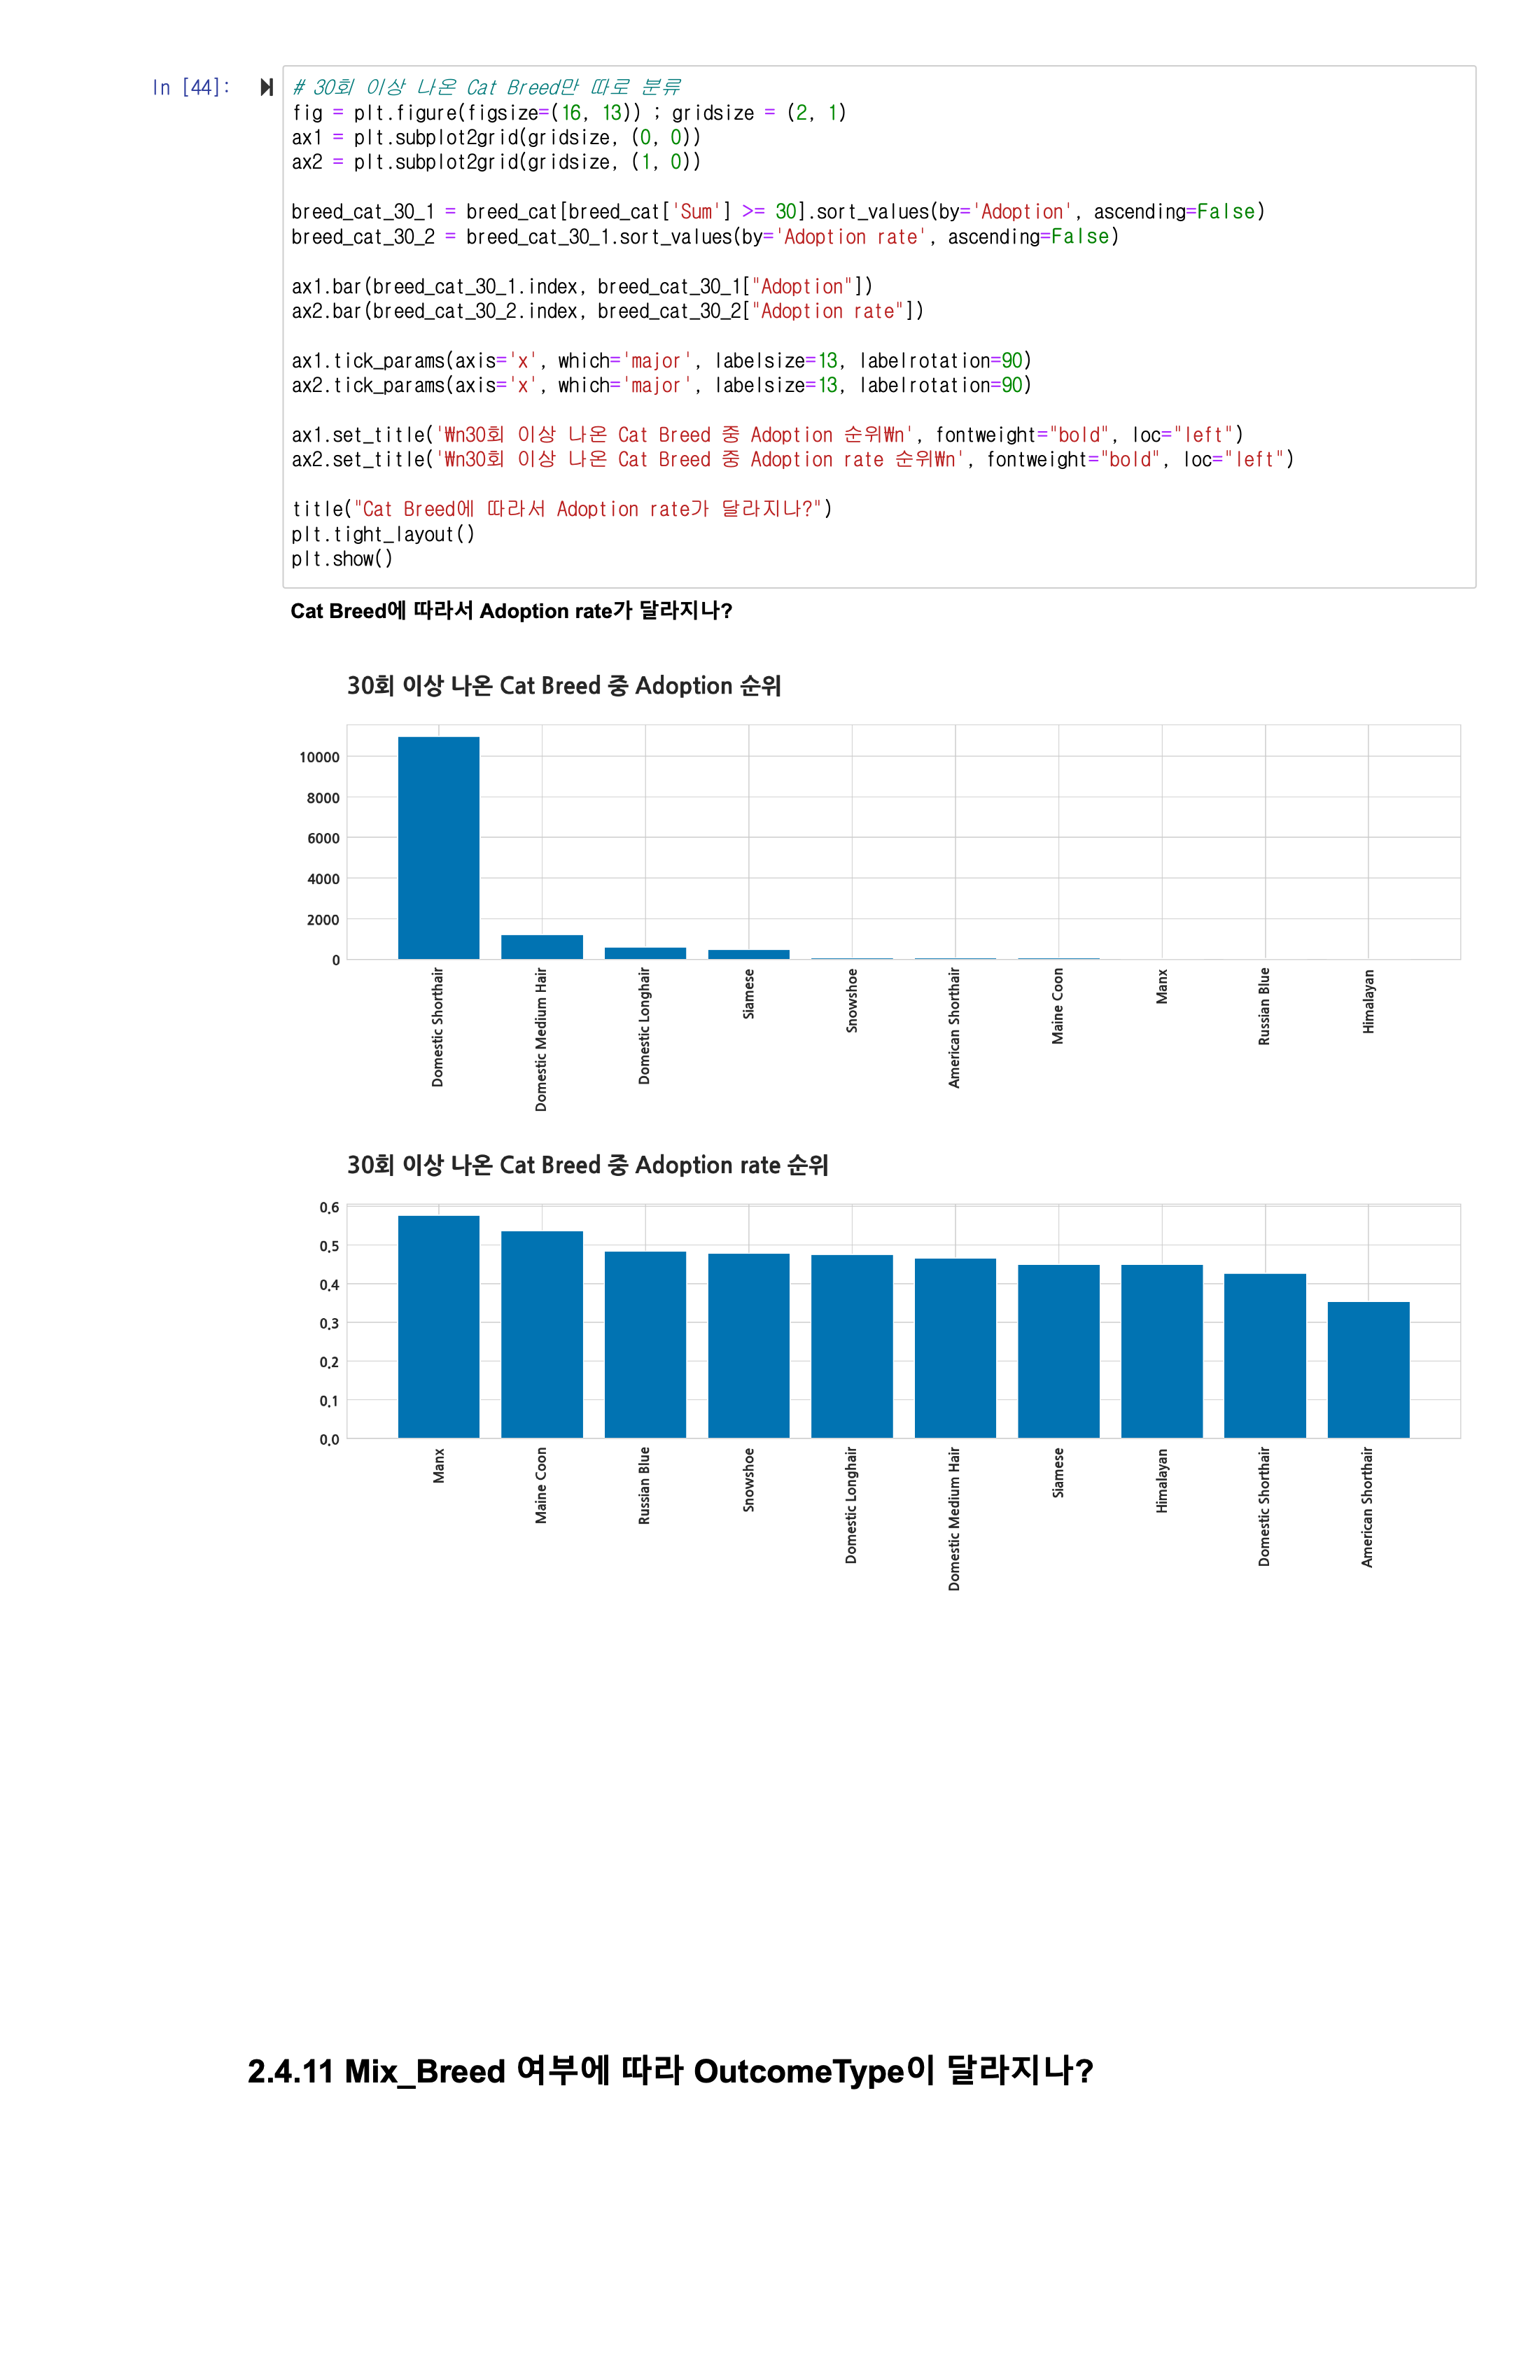 In [44]:
# 30회 이상 나온 Cat Breed만 따로 분류
fig = plt.figure(figsize=(16, 13)) ; gridsize = (2, 1)
ax1 = plt.subplot2grid(gridsize, (0, 0))
ax2 = plt.subplot2grid(gridsize, (1, 0))
breed_cat_30_1 = breed_cat[breed_cat['Sum'] >= 30].sort_values(by='Adoption', ascending=False)
breed_cat_30_2 = breed_cat_30_1.sort_values(by='Adoption rate', ascending=False)
ax1.bar(breed_cat_30_1.index, breed_cat_30_1["Adoption"])
ax2.bar(breed_cat_30_2.index, breed_cat_30_2["Adoption rate"])
ax1.tick_params(axis='x', which='major', labelsize=13, labelrotation=90)
ax2.tick_params(axis='x', which='major', labelsize=13, labelrotation=90)
ax1.set_title('₩n30회 이상 나온 Cat Breed 중 Adoption 순위₩n', fontweight="bold", loc="left")
ax2.set_title('₩n30회 이상 나온 Cat Breed 중 Adoption rate 순위₩n', fontweight="bold", loc="left")
title("Cat Breed에 따라서 Adoption rate가 달라지나?")
plt.tight_layout()
plt.show()
Cat Breed에 따라서 Adoption rate가 달라지나?
30회 이상 나온 Cat Breed 중 Adoption 순위
10000
8000
6000
4000
2000
0
Domestic Shorthair
Domestic Medium Hair
Domestic Longhair
Siamese
Snowshoe
American Shorthair
Maine Coon
Manx
Russian Blue
Himalayan
30회 이상 나온 Cat Breed 중 Adoption rate 순위
0.6
0.5
0.4
0.3
0.2
0.1
0.0
Manx
Maine Coon
Russian Blue
Snowshoe
Domestic Longhair
Domestic Medium Hair
Siamese
Himalayan
Domestic Shorthair
American Shorthair
2.4.11 Mix_Breed 여부에 따라 OutcomeType이 달라지나?